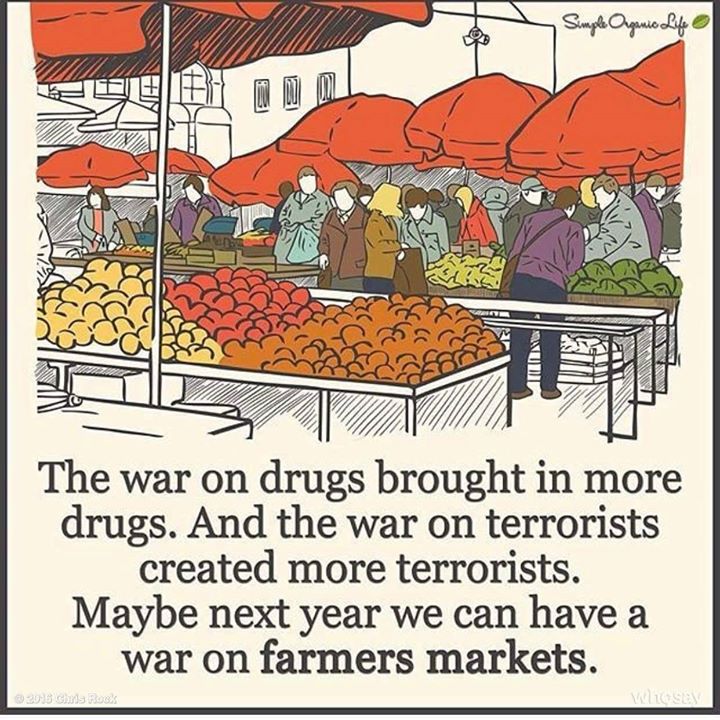 Simple Organic Life
The war on drugs brought in more
drugs. And the war on terrorists
created more terrorists.
Maybe next year we can have a
war on farmers markets.
© 2016 Chris Rock
whosay